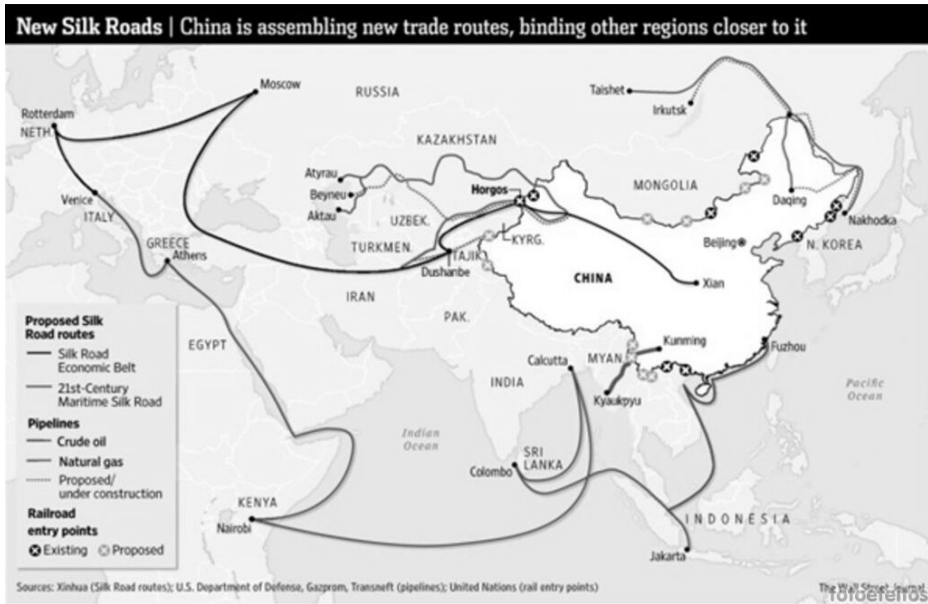 New Silk Roads | China is assembling new trade routes, binding other regions closer to it
Moscow
RUSSIA
Taishet
Irkutsk
Rotterdam
NETH.
KAZAKHSTAN
Atyrau
Beyneu
Aktau
Horgos
MONGOLIA
Daqing
Venice
ITALY
UZBEK.
Nakhodka
GREECE
Athens
TURKMEN.
KYRG.
TAJIK.
Dushanbe
Beijing
N. KOREA
CHINA
Xian
IRAN
PAK.
Proposed Silk
Road routes
Silk Road
Economic Belt
21st-Century
Maritime Silk Road
Pipelines
Crude oil
Natural gas
Proposed/
under construction
Railroad
entry points
Existing
Proposed
EGYPT
Calcutta
MYAN.
Kunming
Fuzhou
INDIA
Kyaukpyu
Pacific
Ocean
Indian
Ocean
SRI
LANKA
Colombo
KENYA
Nairobi
INDONESIA
Jakarta
Sources: Xinhua (Silk Road routes); U.S. Department of Defense, Gazprom, Transneft (pipelines); United Nations (rail entry points)
The Wall Street Journal
fotoefeitos